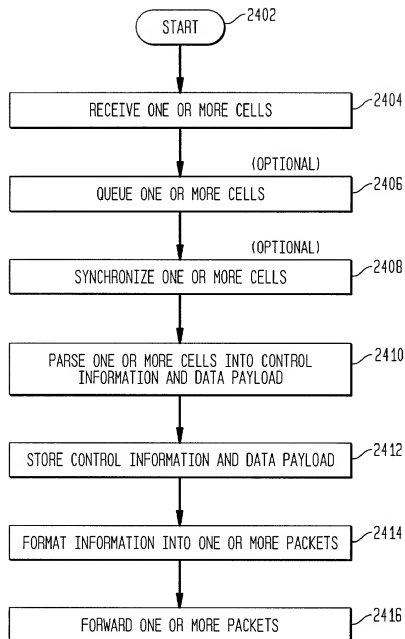 START
2402
RECEIVE ONE OR MORE CELLS
2404
(OPTIONAL)
QUEUE ONE OR MORE CELLS
2406
(OPTIONAL)
SYNCHRONIZE ONE OR MORE CELLS
2408
PARSE ONE OR MORE CELLS INTO CONTROL
INFORMATION AND DATA PAYLOAD
2410
STORE CONTROL INFORMATION AND DATA PAYLOAD
2412
FORMAT INFORMATION INTO ONE OR MORE PACKETS
2414
FORWARD ONE OR MORE PACKETS
2416